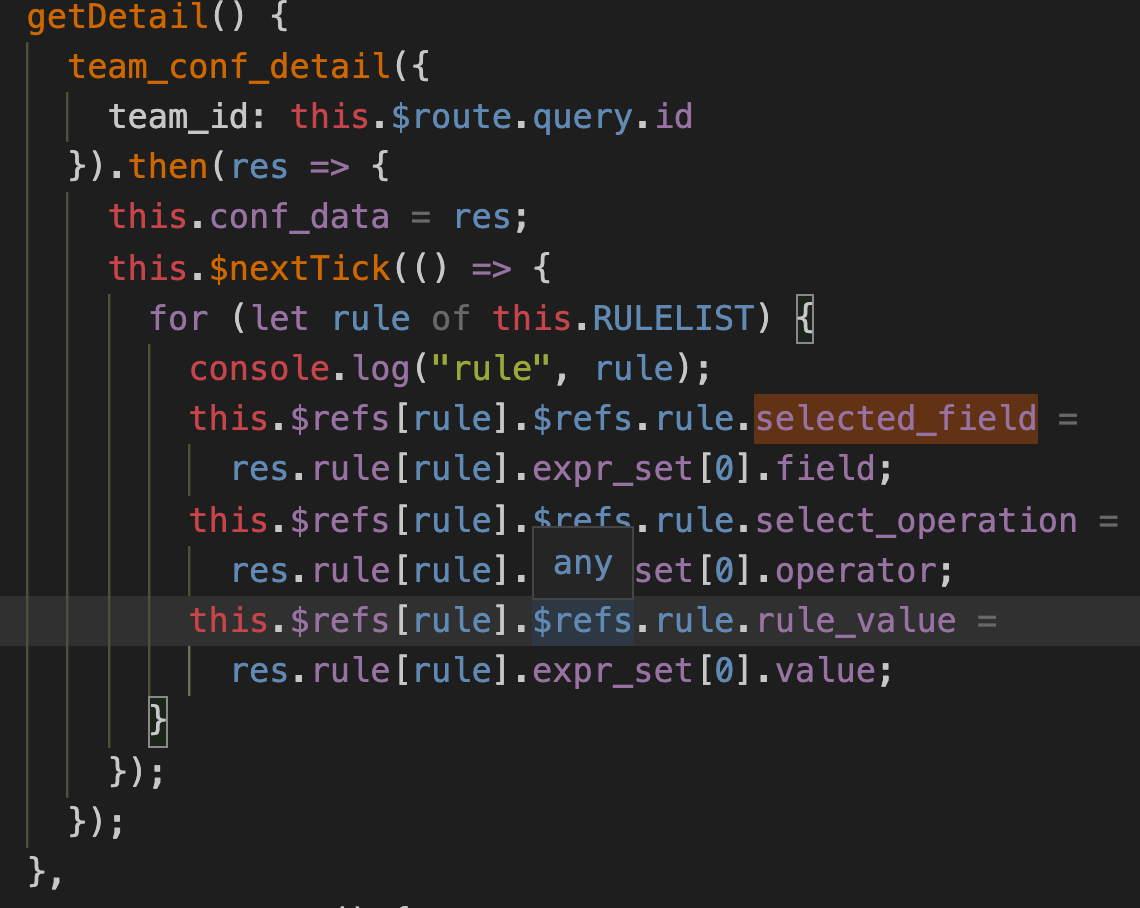 getDetail() {
team_conf_detail({
team_id: this.$route.query.id
}).then(res => {
this.conf_data = res;
this.$nextTick(() => {
for (let rule of this.RULELIST) {
console.log("rule", rule);
this.$refs[rule].$refs.rule.selected_field =
res.rule[rule].expr_set[0].field;
this.$refs[rule].$refs.rule.select_operation =
res.rule[rule].
any
set[0].operator;
this.$refs[rule].$refs.rule.rule_value =
res.rule[rule].expr_set[0].value;
}
});
});
},